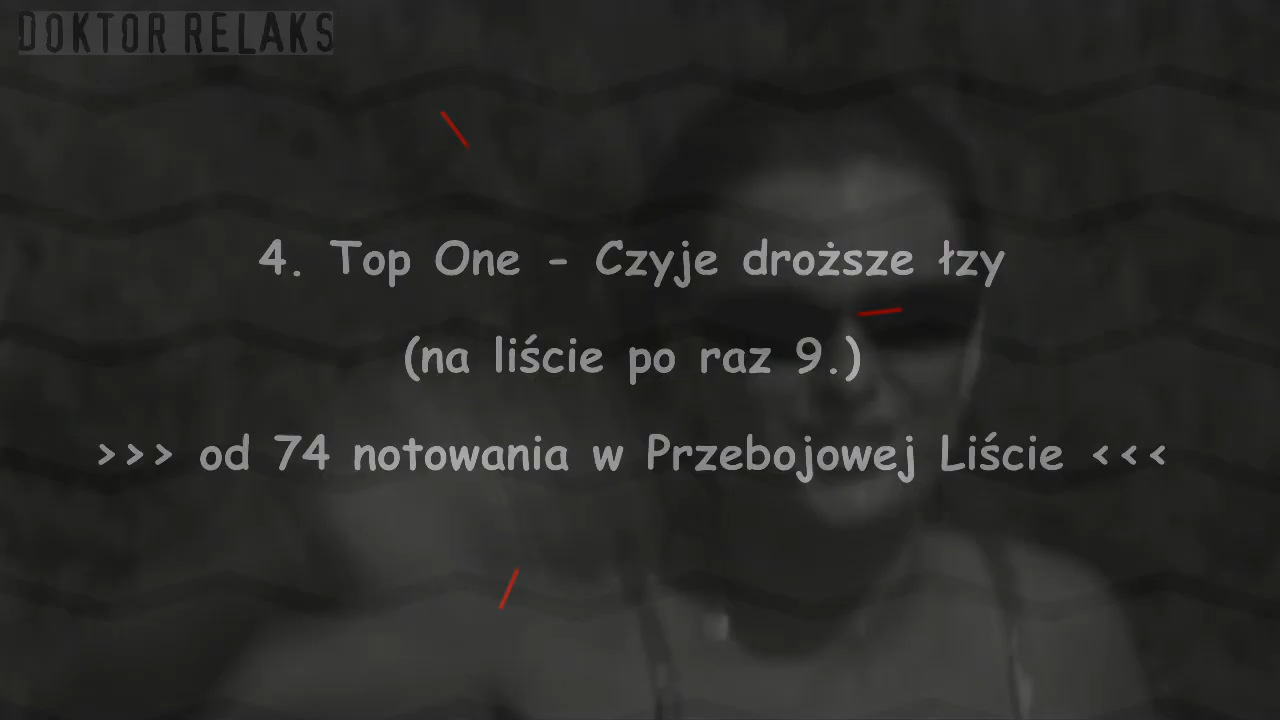 DOKTOR RELAKS
4. Top One - Czyje droższe łzy
(na liście po raz 9.)
>>> od 74 notowania w Przebojowej Liście <<<